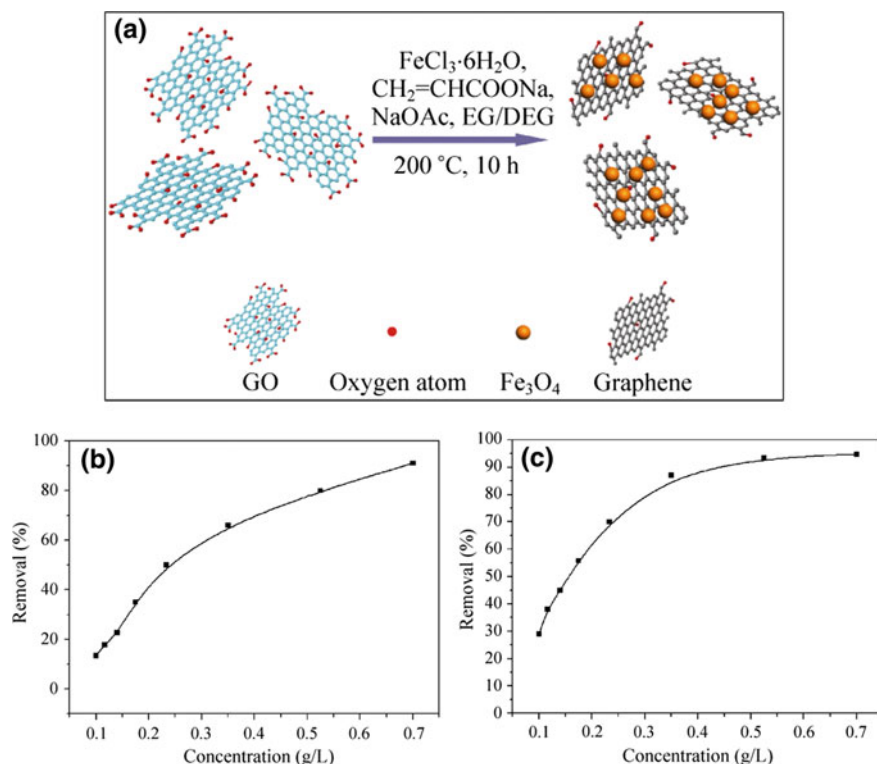 (a)
FeCl₃·6H₂O,
CH₂=CHCOONa,
NaOAc, EG/DEG
200 °C, 10 h
GO Oxygen atom Fe₃O₄ Graphene
(b)
Removal (%)
100
80
60
40
20
0
0.1 0.2 0.3 0.4 0.5 0.6 0.7
Concentration (g/L)
(c)
Removal (%)
100
90
80
70
60
50
40
30
20
10
0
0.1 0.2 0.3 0.4 0.5 0.6 0.7
Concentration (g/L)